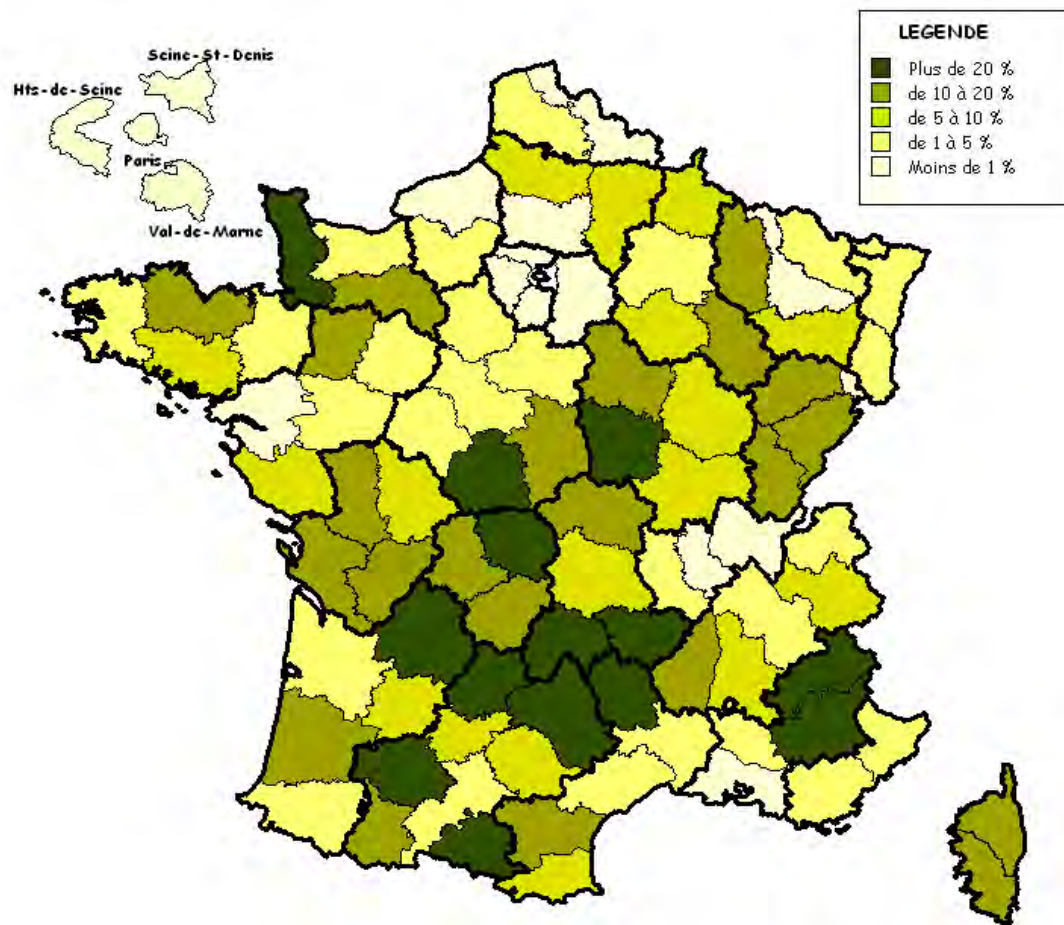 Seine-St-Denis
Hts-de-Seine
Paris
Val-de-Marne
LEGENDE
Plus de 20 %
de 10 à 20 %
de 5 à 10 %
de 1 à 5 %
Moins de 1 %